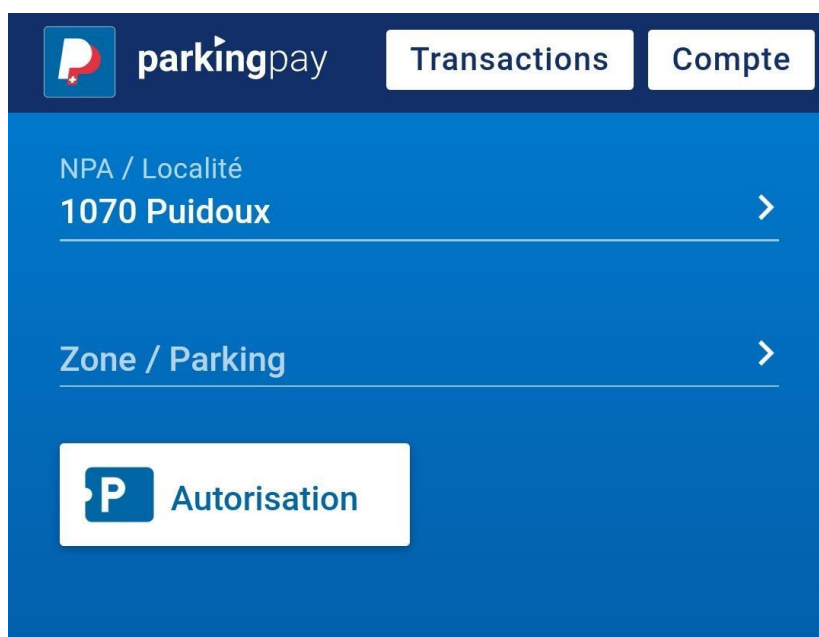 parkingpay Transactions Compte
NPA / Localité
1070 Puidoux
Zone / Parking
P Autorisation